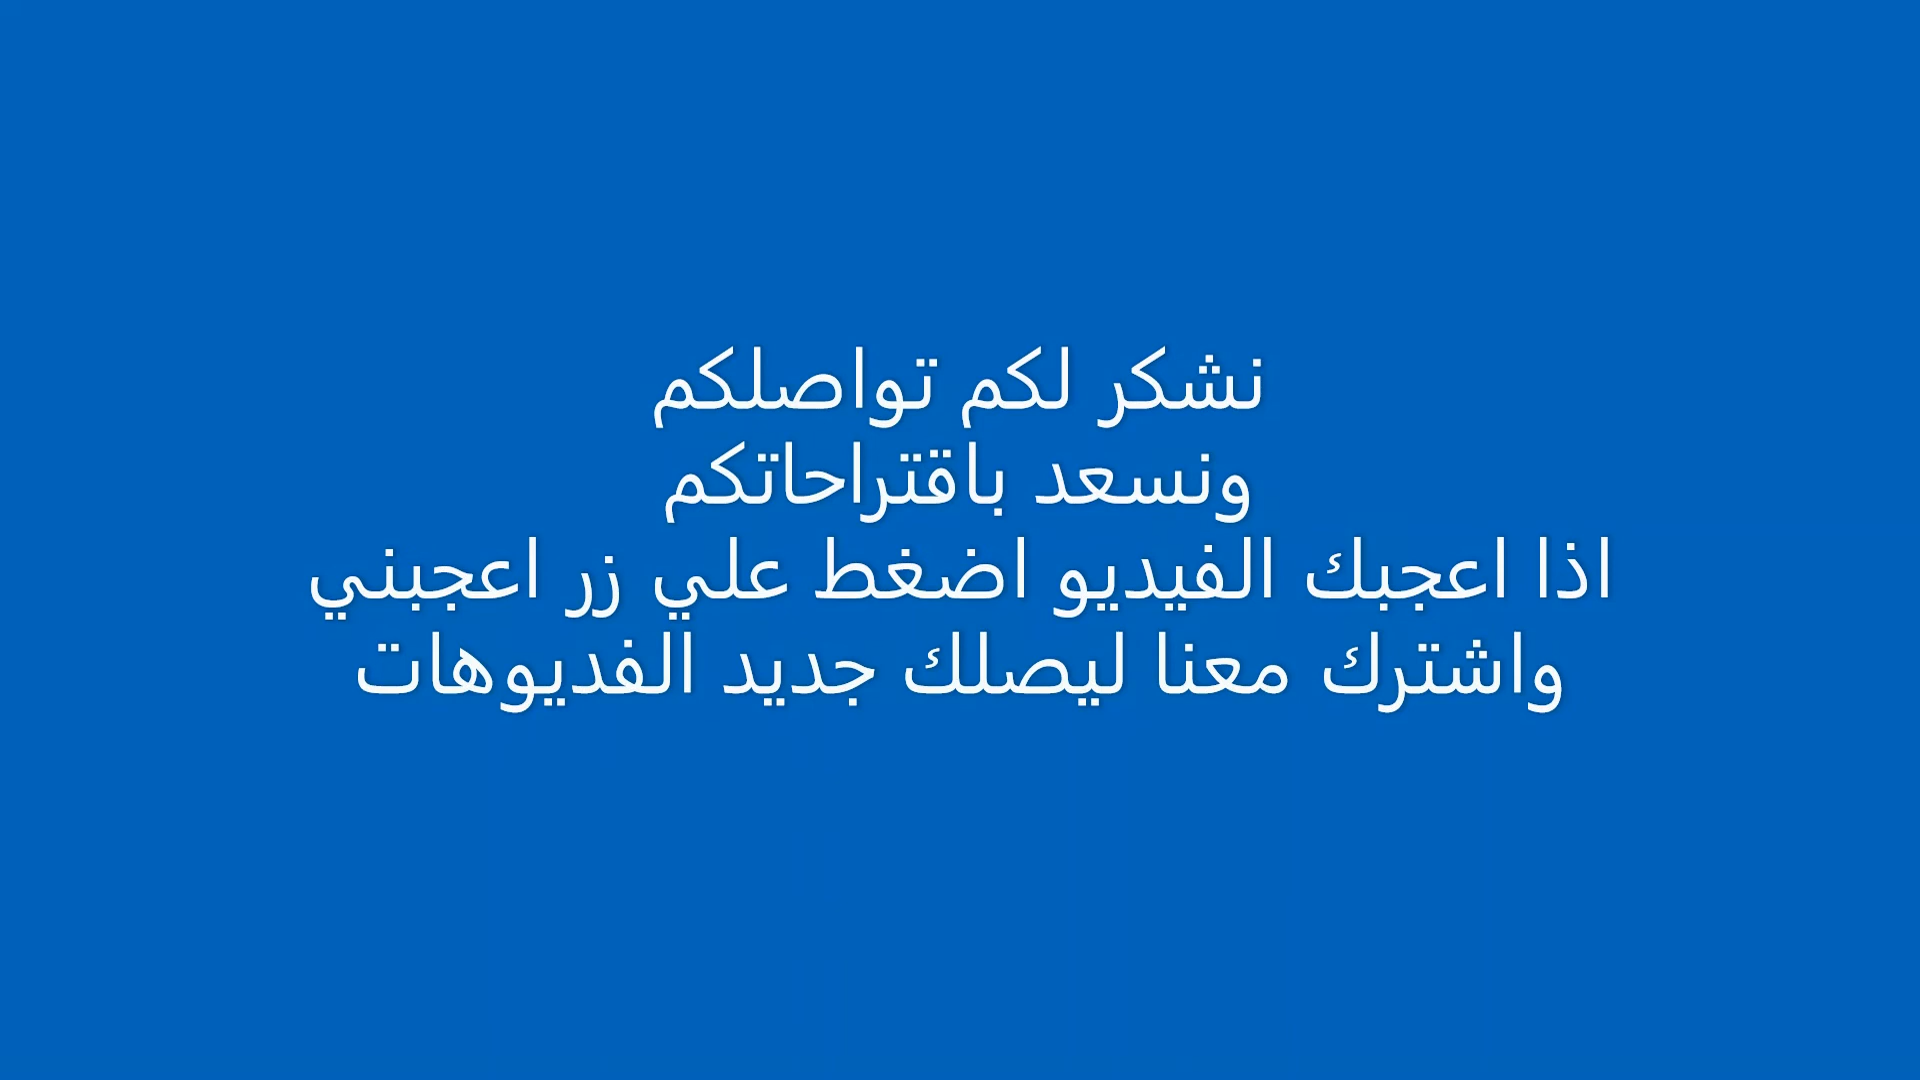 نشكر لكم تواصلكم
ونسعد باقتراحاتكم
اذا اعجبك الفيديو اضغط علي زر اعجبني
واشترك معنا ليصلك جديد الفديوهات